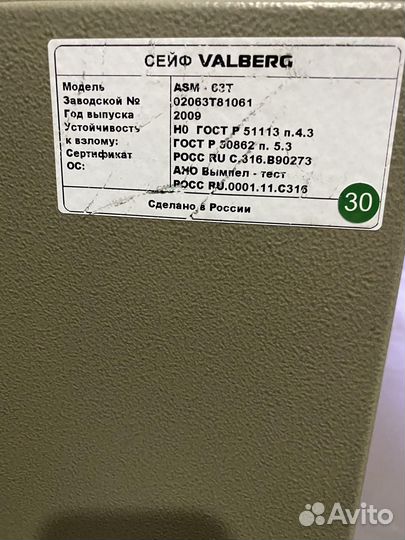 СЕЙФ VALBERG
Модель ASM - 63T
Заводской № 02063T81061
Год выпуска 2009
Устойчивость Н0 ГОСТ Р 51113 п.4.3
к взлому: ГОСТ Р 50862 п. 5.3
Сертификат РОСС RU С.316.В90273
ОС: АНО Вымпел - тест
РОСС RU.0001.11.С316
Сделано в России
30
Avito